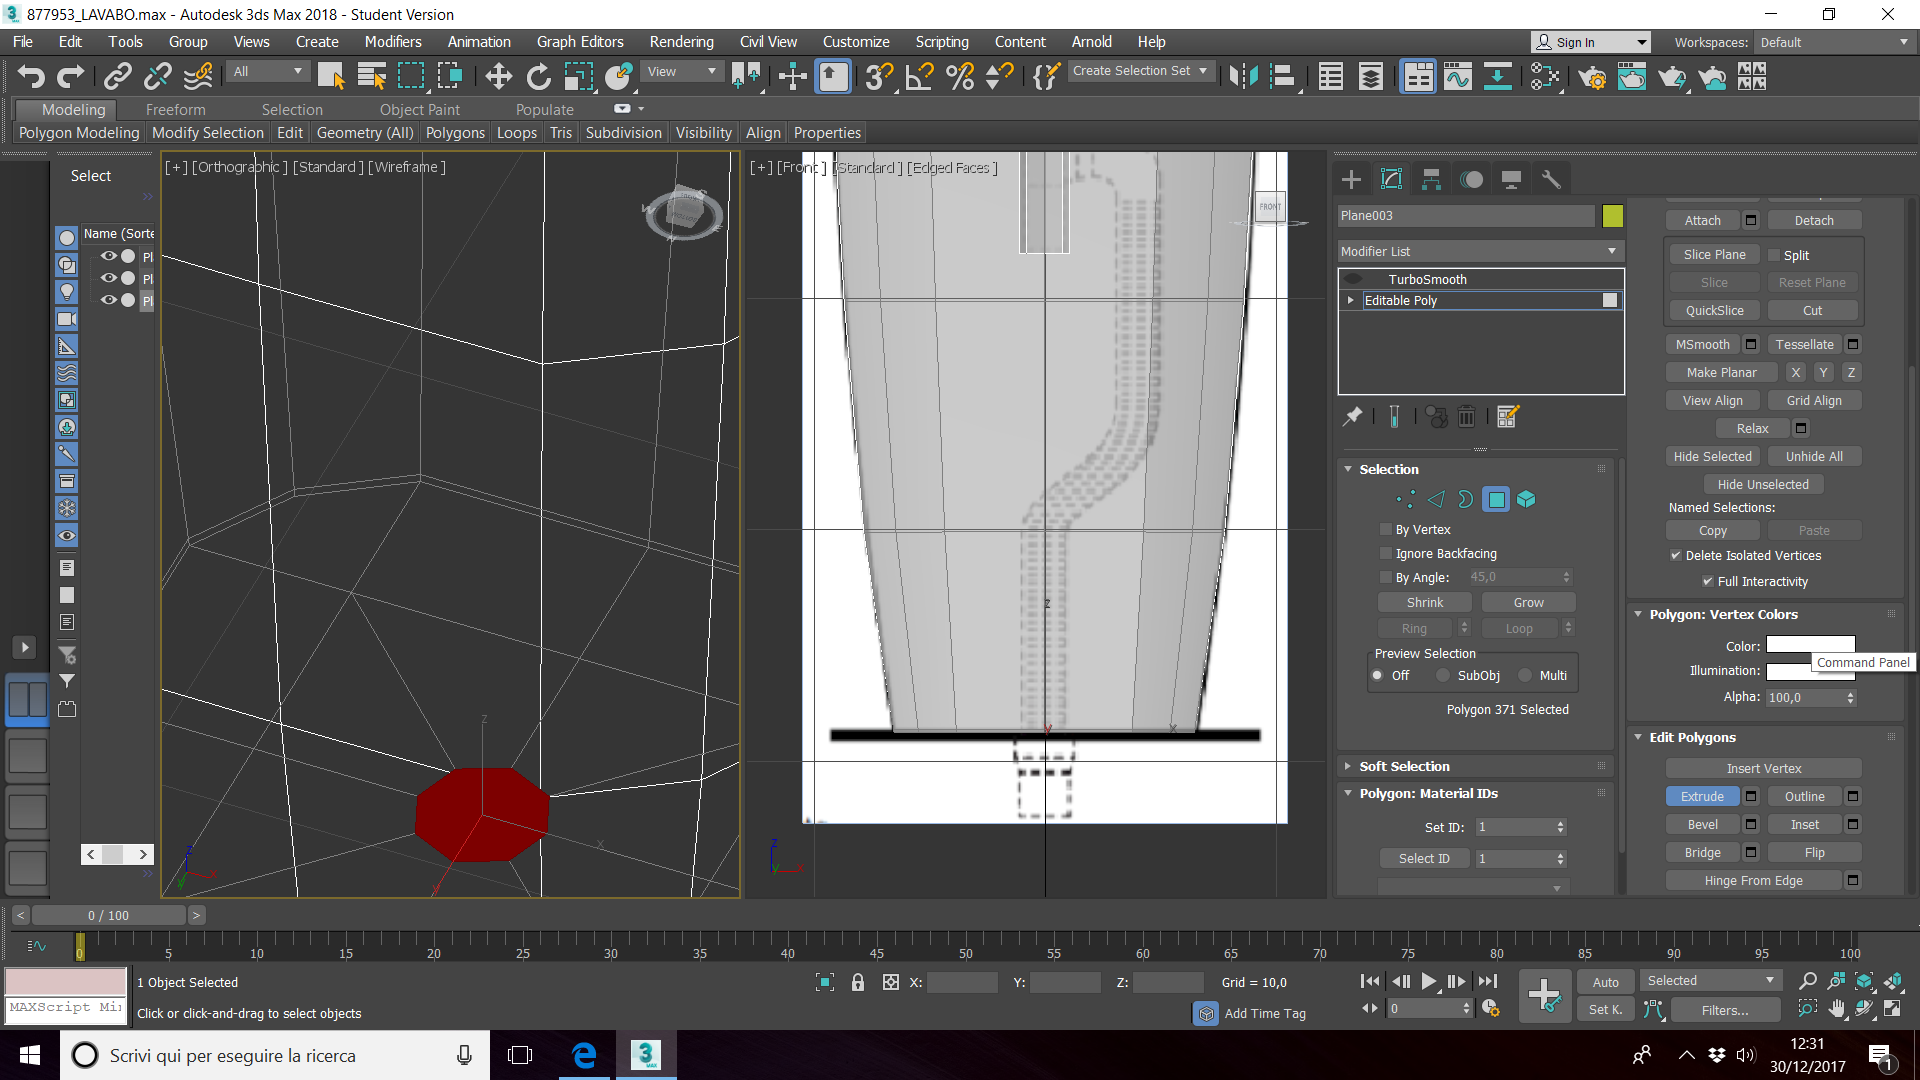 877953_LAVABO.max - Autodesk 3ds Max 2018 - Student Version
File Edit Tools Group Views Create Modifiers Animation Graph Editors Rendering Civil View Customize Scripting Content Arnold Help Sign In Workspaces: Default
All View Create Selection Set
Modeling Freeform Selection Object Paint Populate
Polygon Modeling Modify Selection Edit Geometry (All) Polygons Loops Tris Subdivision Visibility Align Properties
Select
Name (Sorte
Pl
Pl
Pl
[+] [Orthographic ] [Standard ] [Wireframe ]
[+] [Front ] [Standard ] [Edged Faces ]
FRONT
Plane003
Modifier List
TurboSmooth
Editable Poly
Selection
By Vertex
Ignore Backfacing
By Angle: 45,0
Shrink Grow
Ring Loop
Preview Selection
Off SubObj Multi
Polygon 371 Selected
Soft Selection
Polygon: Material IDs
Set ID: 1
Select ID 1
Attach Detach
Slice Plane Split
Slice Reset Plane
QuickSlice Cut
MSmooth Tessellate
Make Planar X Y Z
View Align Grid Align
Relax
Hide Selected Unhide All
Hide Unselected
Named Selections:
Copy Paste
Delete Isolated Vertices
Full Interactivity
Polygon: Vertex Colors
Color:
Command Panel
Illumination:
Alpha: 100,0
Edit Polygons
Insert Vertex
Extrude Outline
Bevel Inset
Bridge Flip
Hinge From Edge
z
x
y
z
x
y
z
y
x
z
y
x
< 0 / 100 >
0 5 10 15 20 25 30 35 40 45 50 55 60 65 70 75 80 85 90 95 100
1 Object Selected X: Y: Z: Grid = 10,0 Auto Selected
MAXScript Mi
Click or click-and-drag to select objects Add Time Tag 0 Set K. Filters...
Scrivi qui per eseguire la ricerca
12:31
30/12/2017
1